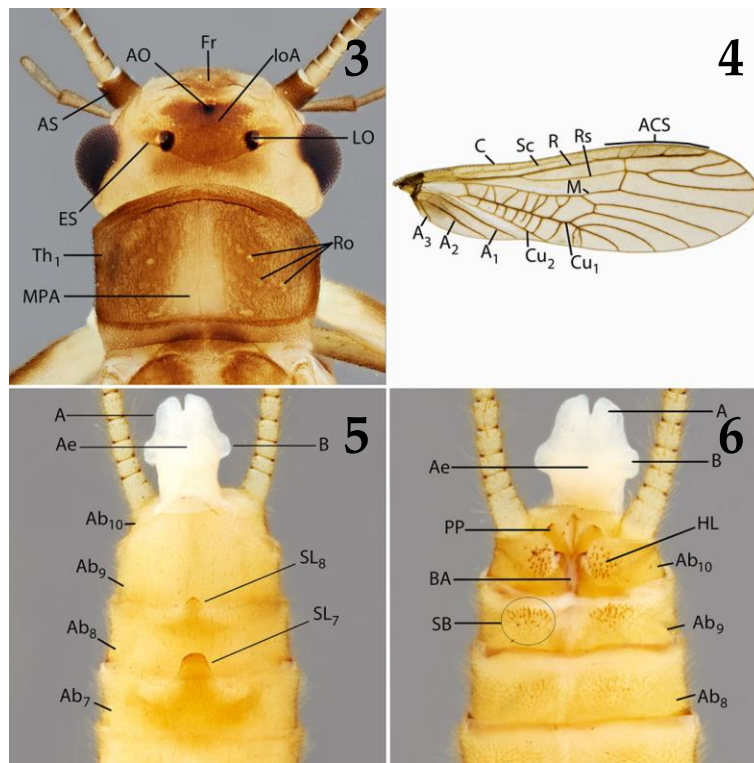 3
Fr
AO
IoA
AS
LO
ES
Th1
Ro
MPA
4
ACS
Rs
R
Sc
C
M
A3
A2
A1
Cu2
Cu1
5
A
Ae
B
Ab10
Ab9
SL8
Ab8
SL7
Ab7
6
A
B
Ae
PP
HL
Ab10
BA
SB
Ab9
Ab8